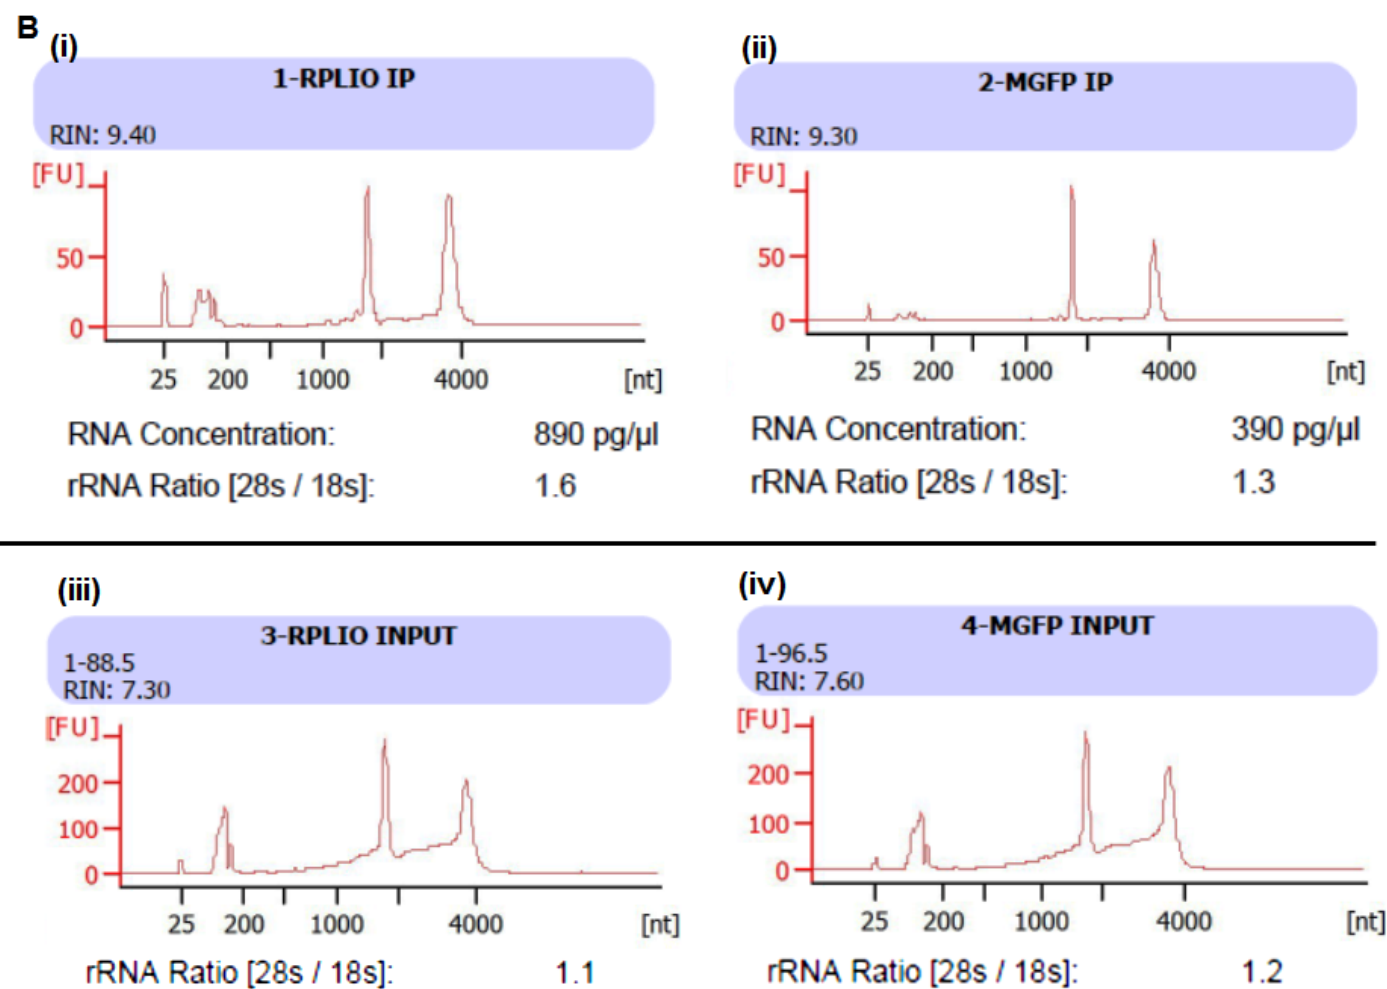 B
(i)
1-RPLIO IP
RIN: 9.40
[FU]
50
0
25 200 1000 4000 [nt]
RNA Concentration: 890 pg/µl
rRNA Ratio [28s / 18s]: 1.6
(ii)
2-MGFP IP
RIN: 9.30
[FU]
50
0
25 200 1000 4000 [nt]
RNA Concentration: 390 pg/µl
rRNA Ratio [28s / 18s]: 1.3
(iii)
3-RPLIO INPUT
1-88.5
RIN: 7.30
[FU]
200
100
0
25 200 1000 4000 [nt]
rRNA Ratio [28s / 18s]: 1.1
(iv)
4-MGFP INPUT
1-96.5
RIN: 7.60
[FU]
200
100
0
25 200 1000 4000 [nt]
rRNA Ratio [28s / 18s]: 1.2